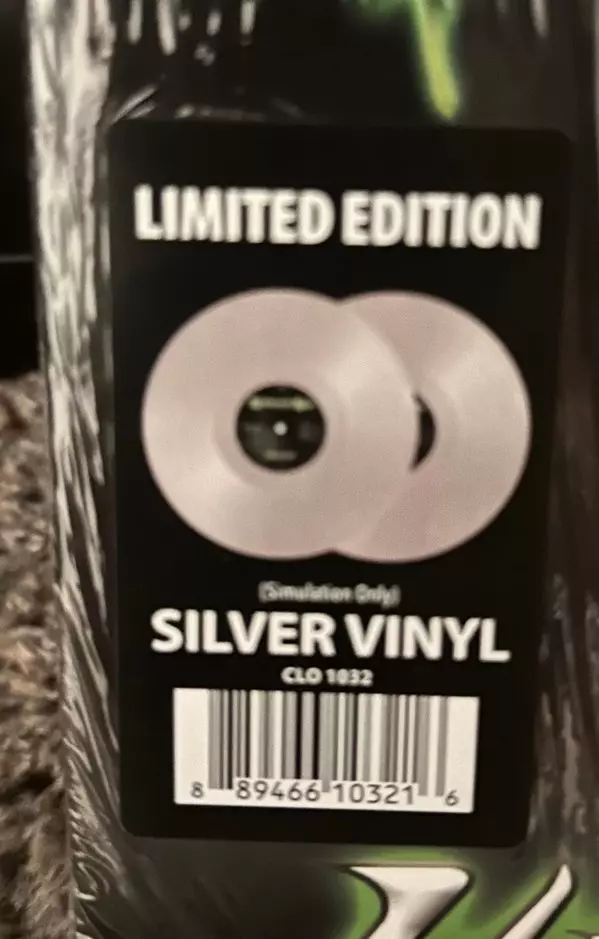 LIMITED EDITION
(Simulation Only)
SILVER VINYL
CLO 1032
8 89466 10321 6